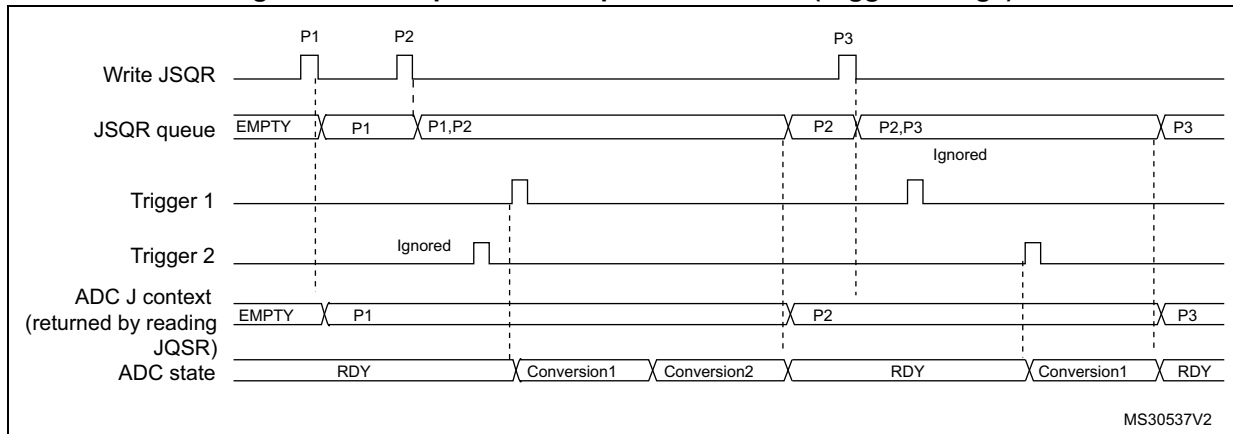 P1 P2 P3
Write JSQR
JSQR queue EMPTY P1 P1,P2 P2 P2,P3 P3
Ignored
Trigger 1
Trigger 2 Ignored
ADC J context
(returned by reading EMPTY P1 P2 P3
JQSR)
ADC state RDY Conversion1 Conversion2 RDY Conversion1 RDY
MS30537V2